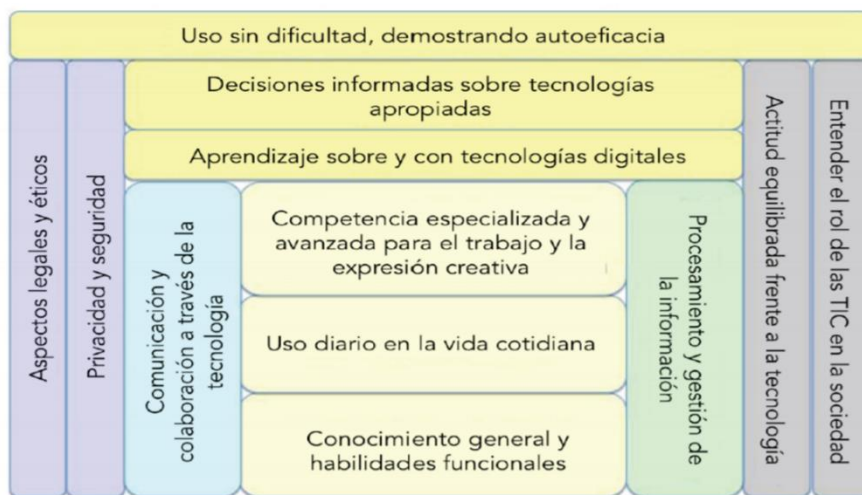 Uso sin dificultad, demostrando autoeficacia
Aspectos legales y éticos
Privacidad y seguridad
Decisiones informadas sobre tecnologías
apropiadas
Aprendizaje sobre y con tecnologías digitales
Comunicación y
colaboración a través de la
tecnología
Competencia especializada y
avanzada para el trabajo y la
expresión creativa
Uso diario en la vida cotidiana
Conocimiento general y
habilidades funcionales
Procesamiento y gestión de
la información
Actitud equilibrada frente a la tecnología
Entender el rol de las TIC en la sociedad